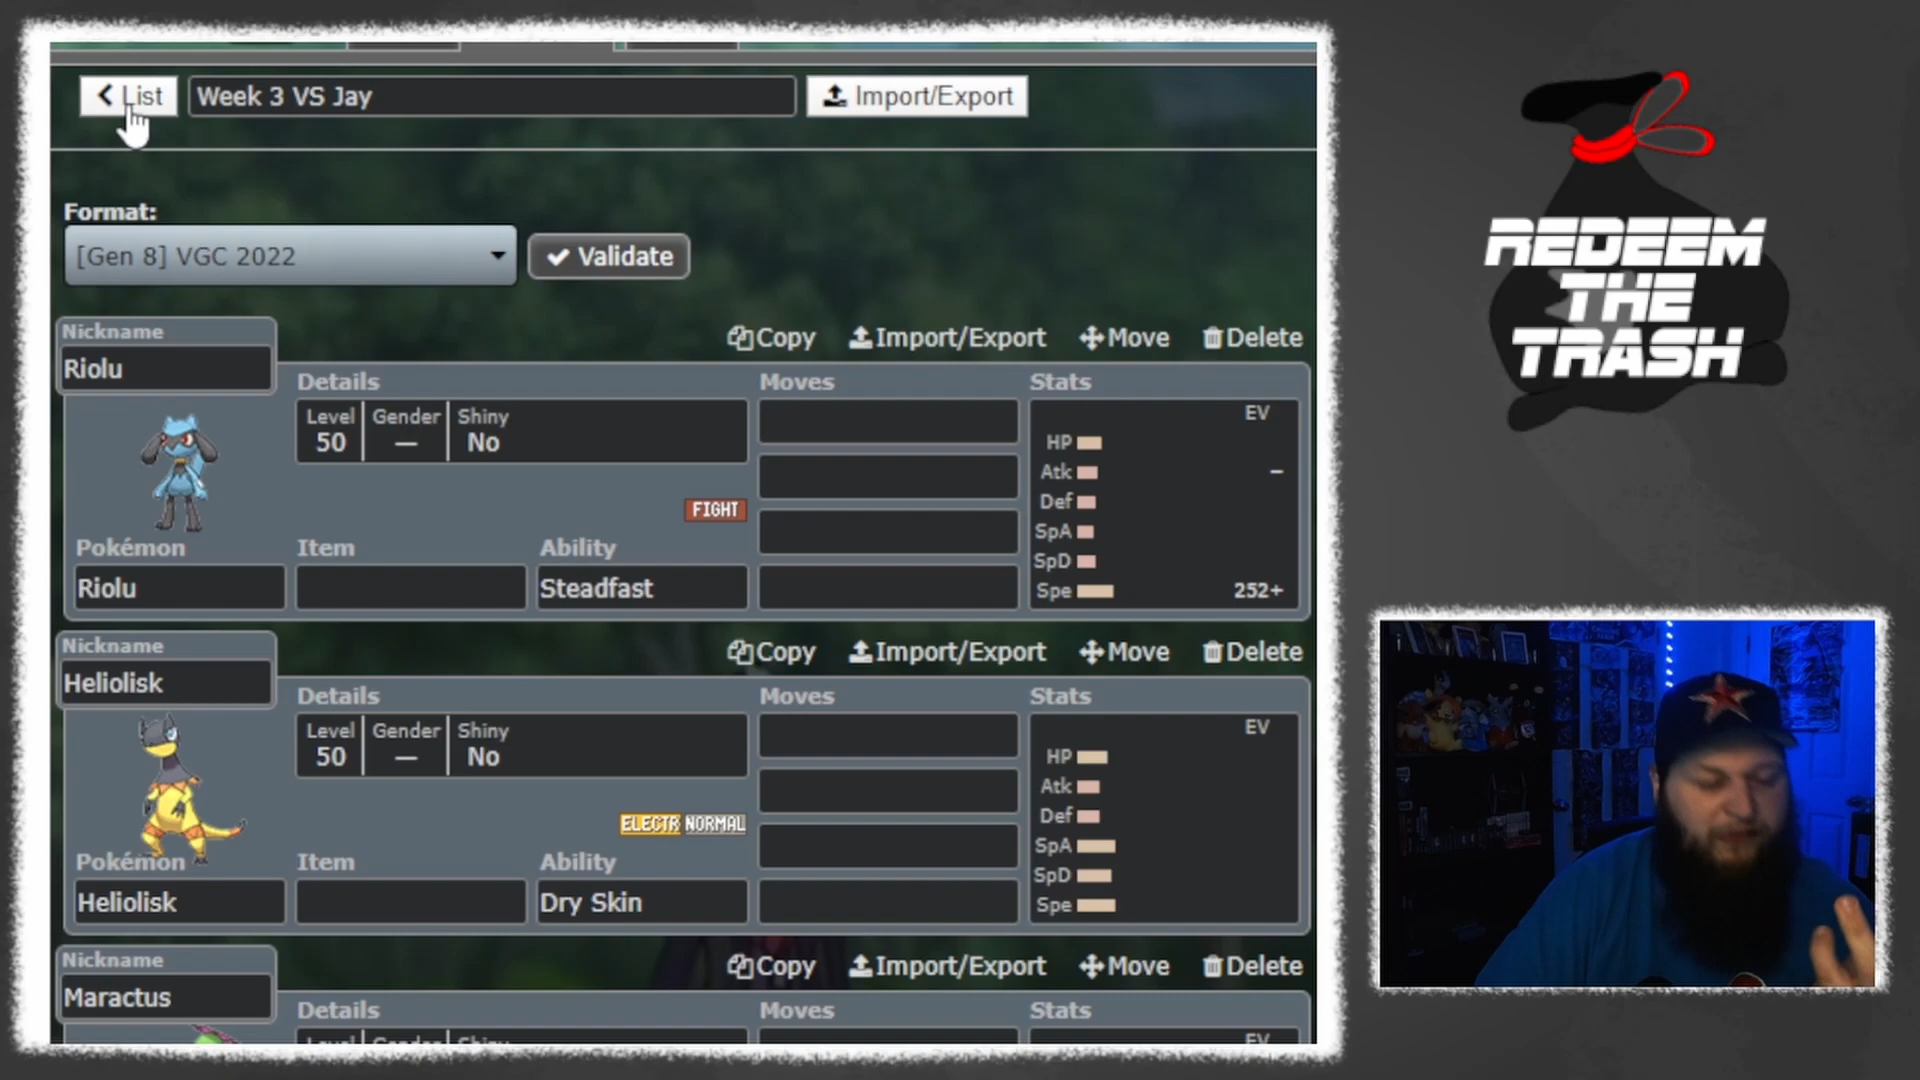 List
Week 3 VS Jay
Import/Export
Format:
[Gen 8] VGC 2022
Validate
Nickname
Riolu
Copy
Import/Export
Move
Delete
Details
Moves
Stats
Level
Gender
Shiny
50
—
No
EV
HP
Atk
–
Def
SpA
SpD
Spe
252+
FIGHT
Pokémon
Item
Ability
Riolu
Steadfast
Nickname
Heliolisk
Copy
Import/Export
Move
Delete
Details
Moves
Stats
Level
Gender
Shiny
50
—
No
EV
HP
Atk
Def
SpA
SpD
Spe
ELECTR
NORMAL
Pokémon
Item
Ability
Heliolisk
Dry Skin
Nickname
Maractus
Copy
Import/Export
Move
Delete
Details
Moves
Stats
Level
Gender
Shiny
EV
REDEEM
THE
TRASH